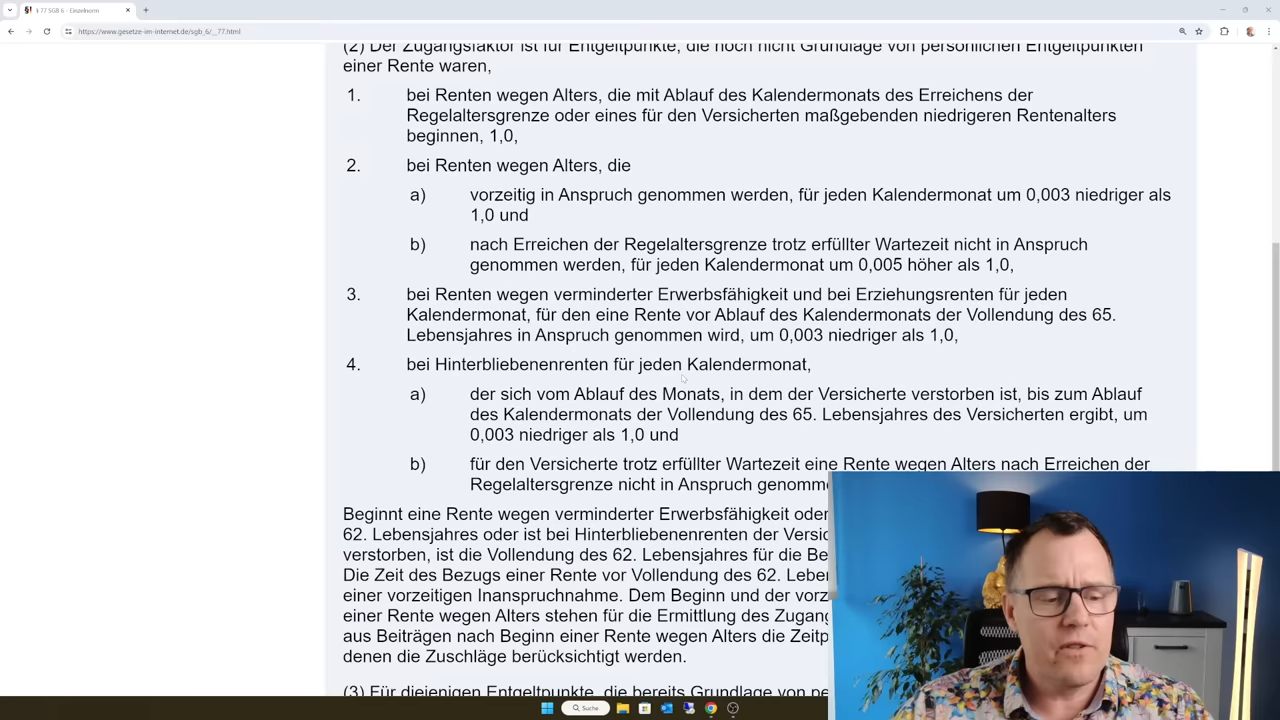 § 77 SGB 6 - Einzelnorm
https://www.gesetze-im-internet.de/sgb_6/__77.html
(2) Der Zugangsfaktor ist für Entgeltpunkte, die noch nicht Grundlage von persönlichen Entgeltpunkten
einer Rente waren,
1. bei Renten wegen Alters, die mit Ablauf des Kalendermonats des Erreichens der
Regelaltersgrenze oder eines für den Versicherten maßgebenden niedrigeren Rentenalters
beginnen, 1,0,
2. bei Renten wegen Alters, die
a) vorzeitig in Anspruch genommen werden, für jeden Kalendermonat um 0,003 niedriger als
1,0 und
b) nach Erreichen der Regelaltersgrenze trotz erfüllter Wartezeit nicht in Anspruch
genommen werden, für jeden Kalendermonat um 0,005 höher als 1,0,
3. bei Renten wegen verminderter Erwerbsfähigkeit und bei Erziehungsrenten für jeden
Kalendermonat, für den eine Rente vor Ablauf des Kalendermonats der Vollendung des 65.
Lebensjahres in Anspruch genommen wird, um 0,003 niedriger als 1,0,
4. bei Hinterbliebenenrenten für jeden Kalendermonat,
a) der sich vom Ablauf des Monats, in dem der Versicherte verstorben ist, bis zum Ablauf
des Kalendermonats der Vollendung des 65. Lebensjahres des Versicherten ergibt, um
0,003 niedriger als 1,0 und
b) für den Versicherte trotz erfüllter Wartezeit eine Rente wegen Alters nach Erreichen der
Regelaltersgrenze nicht in Anspruch genomm
Beginnt eine Rente wegen verminderter Erwerbsfähigkeit oder
62. Lebensjahres oder ist bei Hinterbliebenenrenten der Versic
verstorben, ist die Vollendung des 62. Lebensjahres für die Be
Die Zeit des Bezugs einer Rente vor Vollendung des 62. Lebe
einer vorzeitigen Inanspruchnahme. Dem Beginn und der vorz
einer Rente wegen Alters stehen für die Ermittlung des Zugang
aus Beiträgen nach Beginn einer Rente wegen Alters die Zeitp
denen die Zuschläge berücksichtigt werden.
(3) Für diejenigen Entgeltpunkte, die bereits Grundlage von pe
Suche